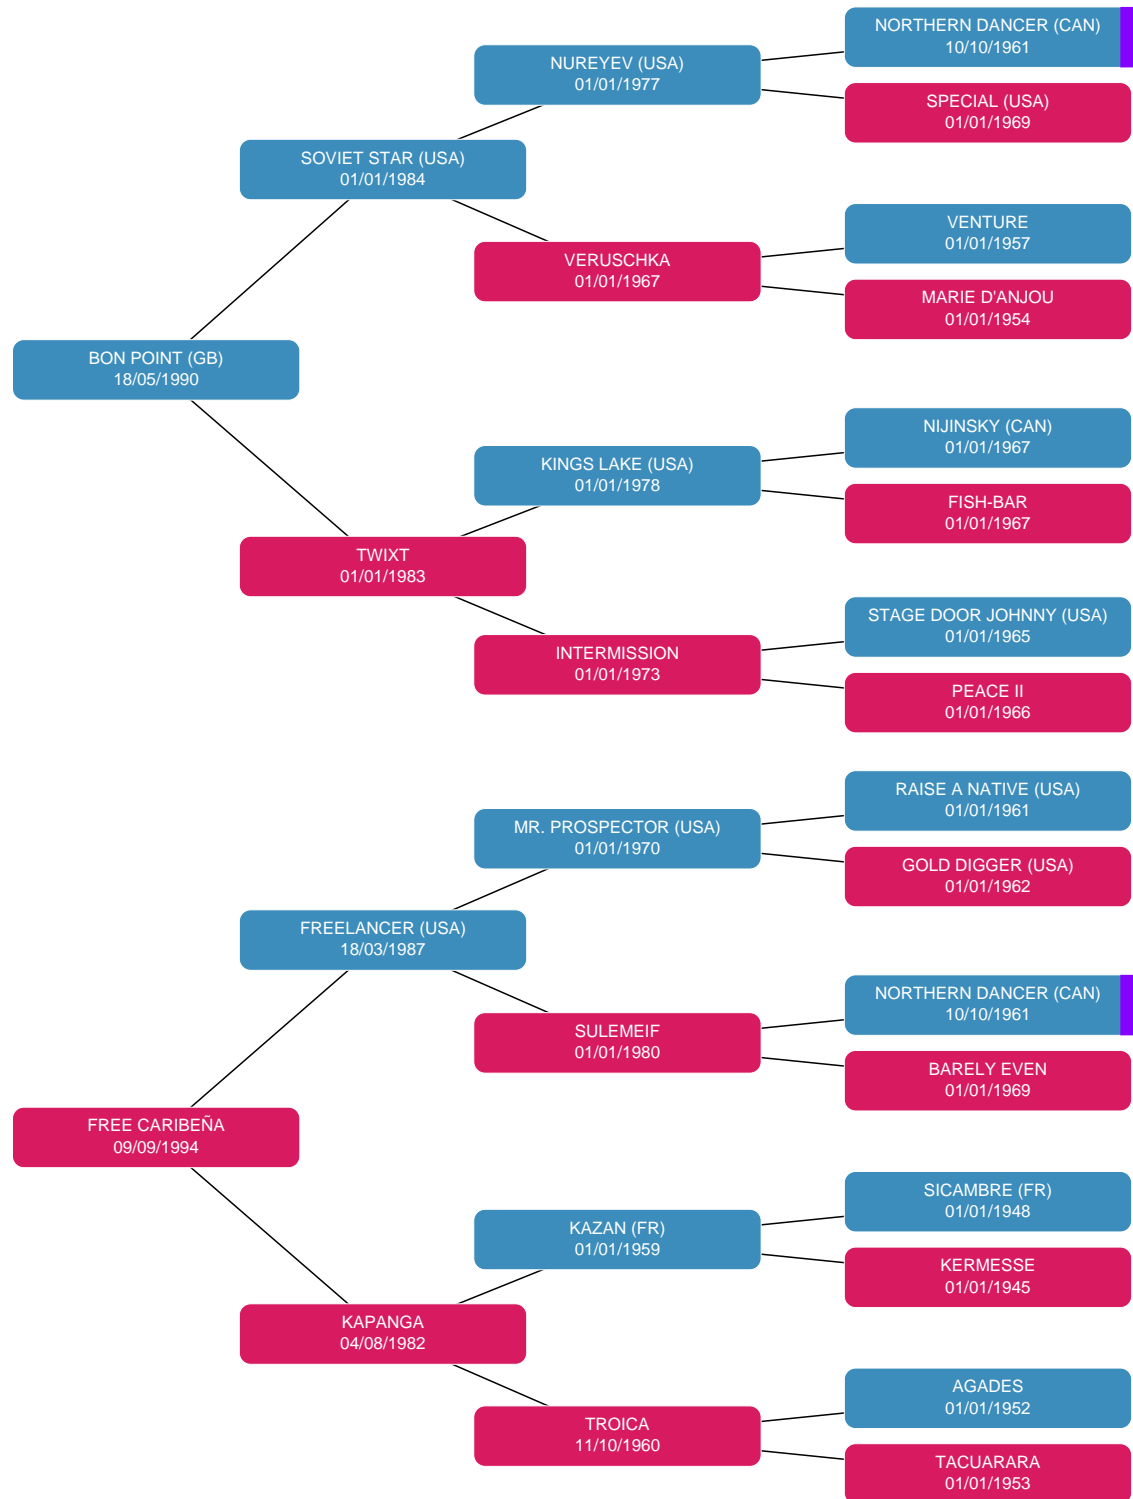 NORTHERN DANCER (CAN)
10/10/1961
NUREYEV (USA)
01/01/1977
SPECIAL (USA)
01/01/1969
SOVIET STAR (USA)
01/01/1984
VENTURE
01/01/1957
VERUSCHKA
01/01/1967
MARIE D'ANJOU
01/01/1954
BON POINT (GB)
18/05/1990
NIJINSKY (CAN)
01/01/1967
KINGS LAKE (USA)
01/01/1978
FISH-BAR
01/01/1967
TWIXT
01/01/1983
STAGE DOOR JOHNNY (USA)
01/01/1965
INTERMISSION
01/01/1973
PEACE II
01/01/1966
RAISE A NATIVE (USA)
01/01/1961
MR. PROSPECTOR (USA)
01/01/1970
GOLD DIGGER (USA)
01/01/1962
FREELANCER (USA)
18/03/1987
NORTHERN DANCER (CAN)
10/10/1961
SULEMEIF
01/01/1980
BARELY EVEN
01/01/1969
FREE CARIBEÑA
09/09/1994
SICAMBRE (FR)
01/01/1948
KAZAN (FR)
01/01/1959
KERMESSE
01/01/1945
KAPANGA
04/08/1982
AGADES
01/01/1952
TROICA
11/10/1960
TACUARARA
01/01/1953